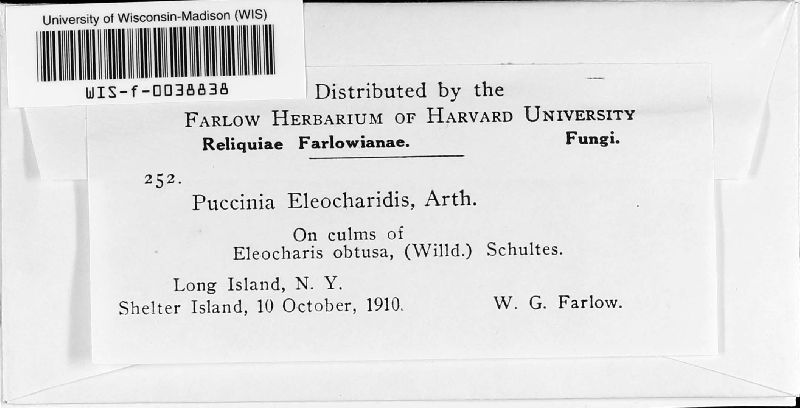 University of Wisconsin-Madison (WIS)
WIS-f-0038838
Distributed by the
FARLOW HERBARIUM OF HARVARD UNIVERSITY
Reliquiae Farlowianae. Fungi.
252.
Puccinia Eleocharidis, Arth.
On culms of
Eleocharis obtusa, (Willd.) Schultes.
Long Island, N. Y.
Shelter Island, 10 October, 1910. W. G. Farlow.